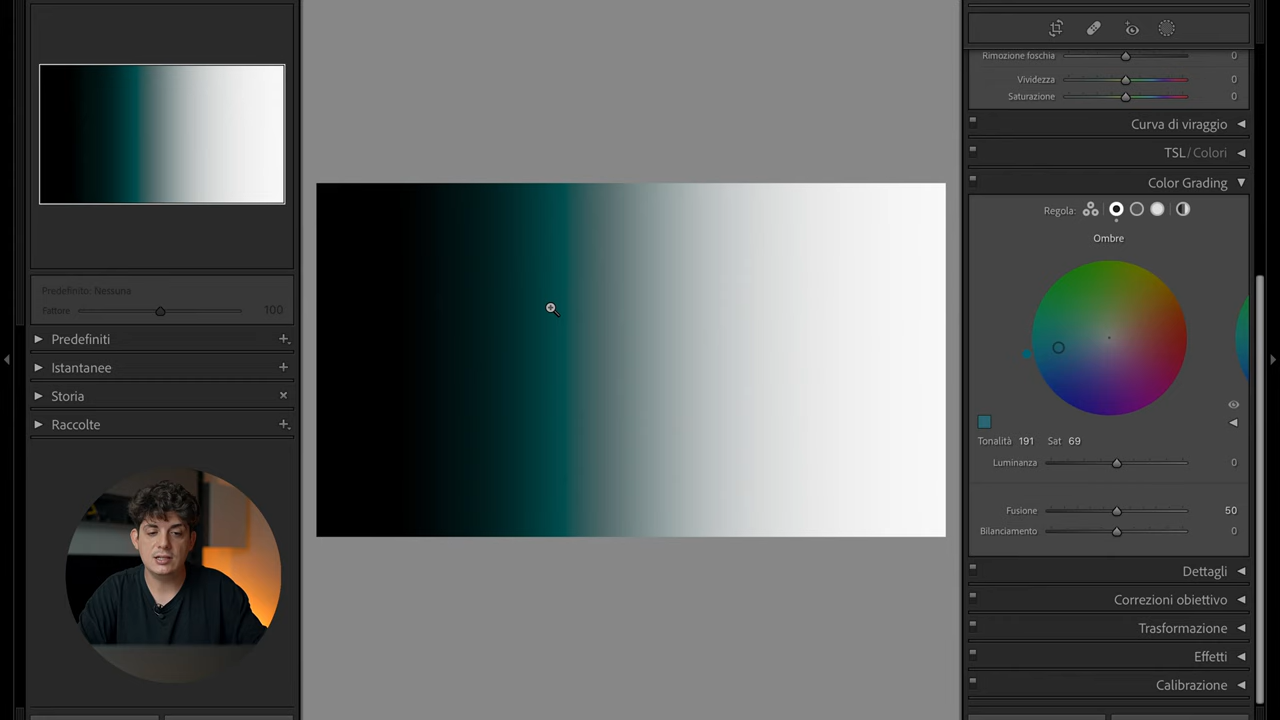 Predefinito: Nessuna
Fattore 100
Predefiniti
Istantanee
Storia
Raccolte
Rimozione foschia 0
Vividezza 0
Saturazione 0
Curva di viraggio
TSL / Colori
Color Grading
Regola:
Ombre
Tonalità 191 Sat 69
Luminanza 0
Fusione 50
Bilanciamento 0
Dettagli
Correzioni obiettivo
Trasformazione
Effetti
Calibrazione